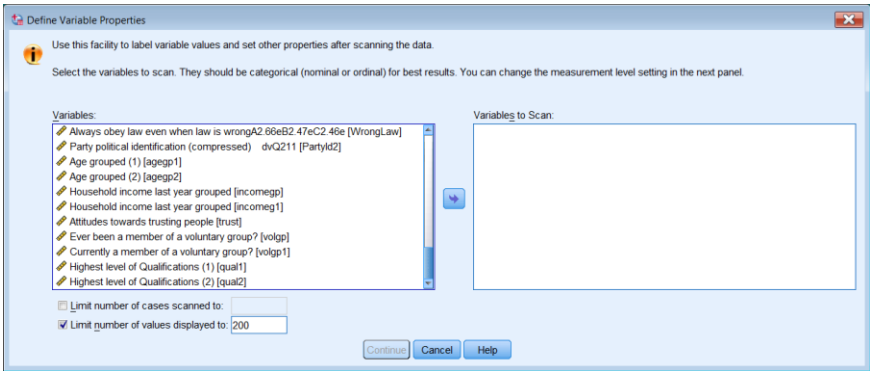 Define Variable Properties
Use this facility to label variable values and set other properties after scanning the data.
Select the variables to scan. They should be categorical (nominal or ordinal) for best results. You can change the measurement level setting in the next panel.
Variables:
Always obey law even when law is wrongA2.66eB2.47eC2.46e [WrongLaw]
Party political identification (compressed) dvQ211 [PartyId2]
Age grouped (1) [agegp1]
Age grouped (2) [agegp2]
Household income last year grouped [incomegp]
Household income last year grouped [incomeg1]
Attitudes towards trusting people [trust]
Ever been a member of a voluntary group? [volgp]
Currently a member of a voluntary group? [volgp1]
Highest level of Qualifications (1) [qual1]
Highest level of Qualifications (2) [qual2]
Variables to Scan:
Limit number of cases scanned to:
Limit number of values displayed to: 200
Continue Cancel Help